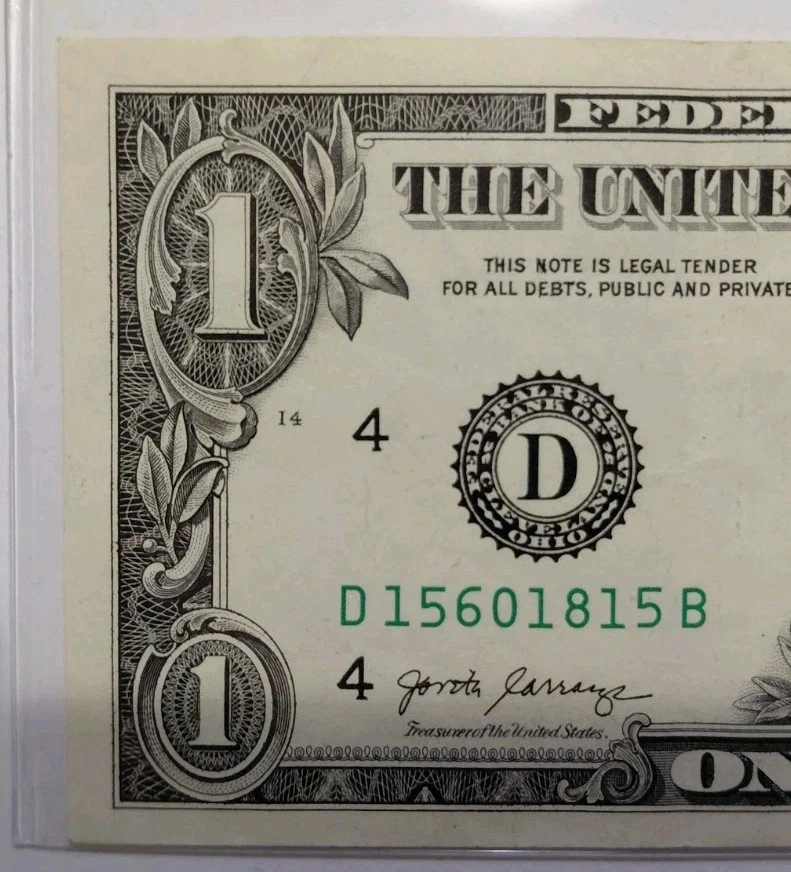 FEDE
THE UNITE
1
THIS NOTE IS LEGAL TENDER
FOR ALL DEBTS, PUBLIC AND PRIVATE
I4
4
FEDERAL RESERVE
BANK OF
CLEVELAND
OHIO
D
D 15601815 B
4
Treasurer of the United States.
1
ON